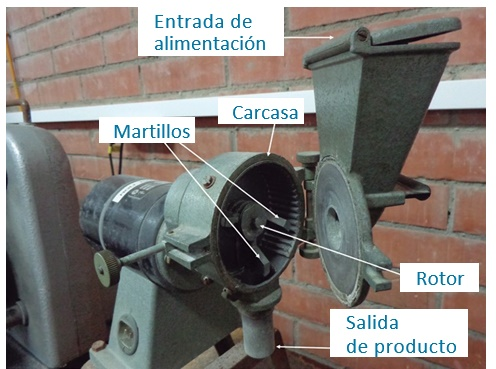 Entrada de
alimentación
Carcasa
Martillos
Rotor
Salida
de producto